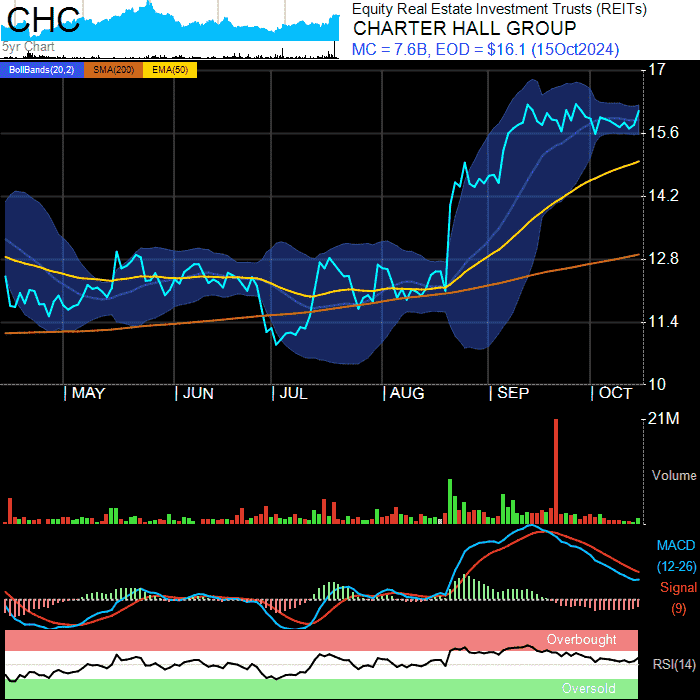 CHC
5yr Chart
Equity Real Estate Investment Trusts (REITs)
CHARTER HALL GROUP
MC = 7.6B, EOD = $16.1 (15Oct2024)
BollBands(20,2) SMA(200) EMA(50)
17
15.6
14.2
12.8
11.4
10
MAY JUN JUL AUG SEP OCT
21M
Volume
MACD
(12-26)
Signal
(9)
Overbought
RSI(14)
Oversold